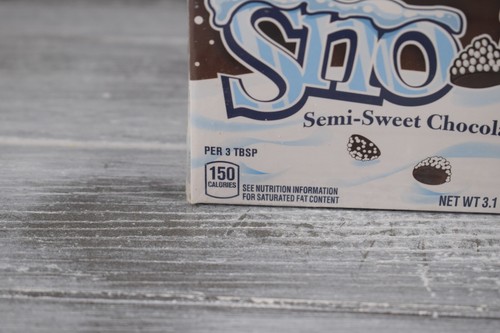 Sno
Semi-Sweet Chocola
PER 3 TBSP
150
CALORIES
SEE NUTRITION INFORMATION
FOR SATURATED FAT CONTENT
NET WT 3.1